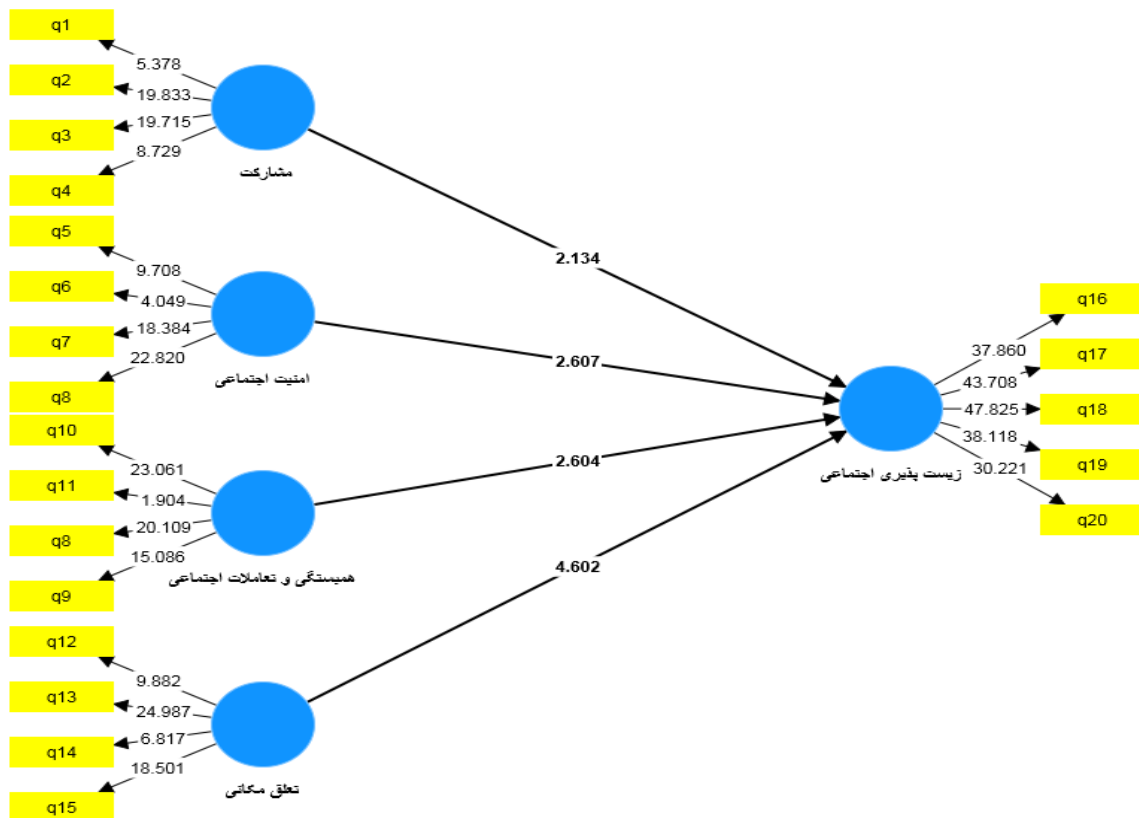 q1
5.378
q2
19.833
q3
19.715
8.729
q4
مشارکت
q5
9.708
q6
4.049
q7
18.384
22.820
q8
امنیت اجتماعی
q10
23.061
q11
1.904
q8
20.109
15.086
q9
همبستگی و تعاملات اجتماعی
q12
9.882
q13
24.987
q14
6.817
18.501
q15
تعلق مکانی
2.134
2.607
2.604
4.602
زیست پذیری اجتماعی
q16
37.860
q17
43.708
47.825
q18
38.118
q19
30.221
q20